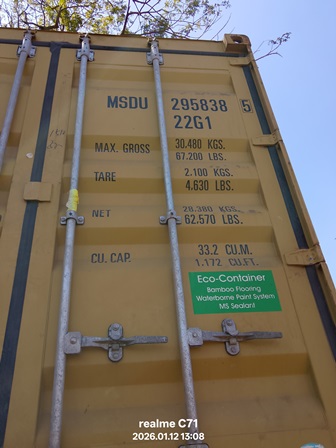 MSDU 295838 5
22G1
MAX. GROSS 30.480 KGS.
67.200 LBS.
TARE 2.100 KGS.
4.630 LBS.
NET 28.380 KGS.
62.570 LBS.
CU. CAP. 33.2 CU.M.
1.172 CU.FT.
Eco-Container
Bamboo Flooring
Waterborne Paint System
MS Sealant
realme C71
2026.01.12 13:08